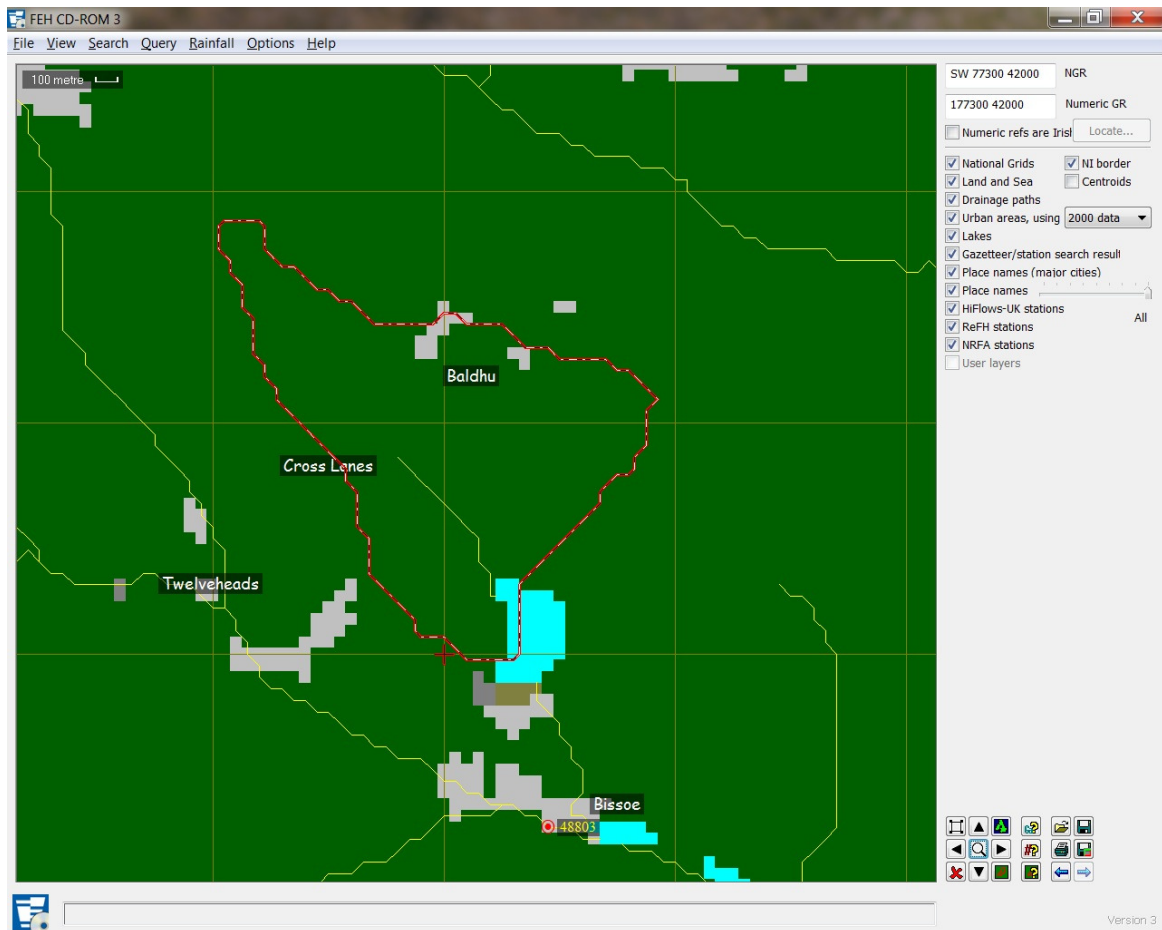 FEH CD-ROM 3
File View Search Query Rainfall Options Help
100 metre
SW 77300 42000 NGR
177300 42000 Numeric GR
Numeric refs are Irish Locate...
National Grids NI border
Land and Sea Centroids
Drainage paths
Urban areas, using 2000 data
Lakes
Gazetteer/station search result
Place names (major cities)
Place names
HiFlows-UK stations All
ReFH stations
NRFA stations
User layers
Baldhu
Cross Lanes
Twelveheads
Bissoe
48803
Version 3